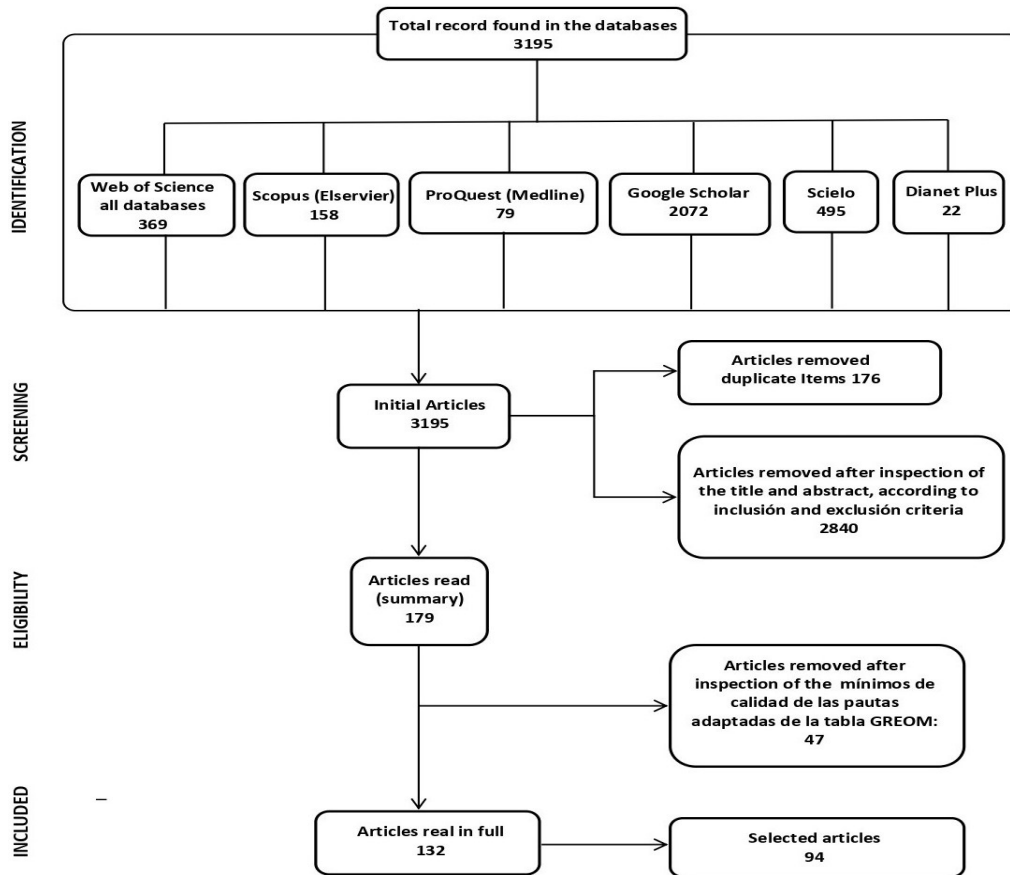 Total record found in the databases
3195
IDENTIFICATION
Web of Science
all databases
369
Scopus (Elservier)
158
ProQuest (Medline)
79
Google Scholar
2072
Scielo
495
Dianet Plus
22
SCREENING
Initial Articles
3195
Articles removed
duplicate Items 176
Articles removed after inspection of
the title and abstract, according to
inclusión and exclusión criteria
2840
ELIGIBILITY
Articles read
(summary)
179
Articles removed after
inspection of the mínimos de
calidad de las pautas
adaptadas de la tabla GREOM:
47
INCLUDED
–
Articles real in full
132
Selected articles
94